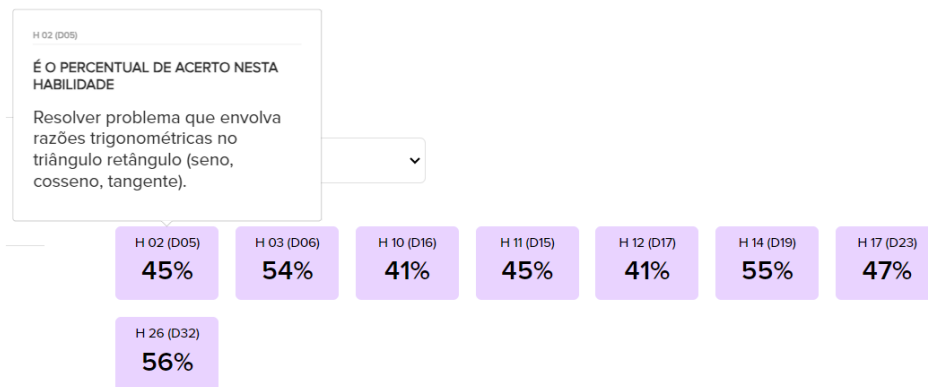 H 02 (D05)
É O PERCENTUAL DE ACERTO NESTA
HABILIDADE
Resolver problema que envolva
razões trigonométricas no
triângulo retângulo (seno,
cosseno, tangente).
H 02 (D05) H 03 (D06) H 10 (D16) H 11 (D15) H 12 (D17) H 14 (D19) H 17 (D23)
45% 54% 41% 45% 41% 55% 47%
H 26 (D32)
56%